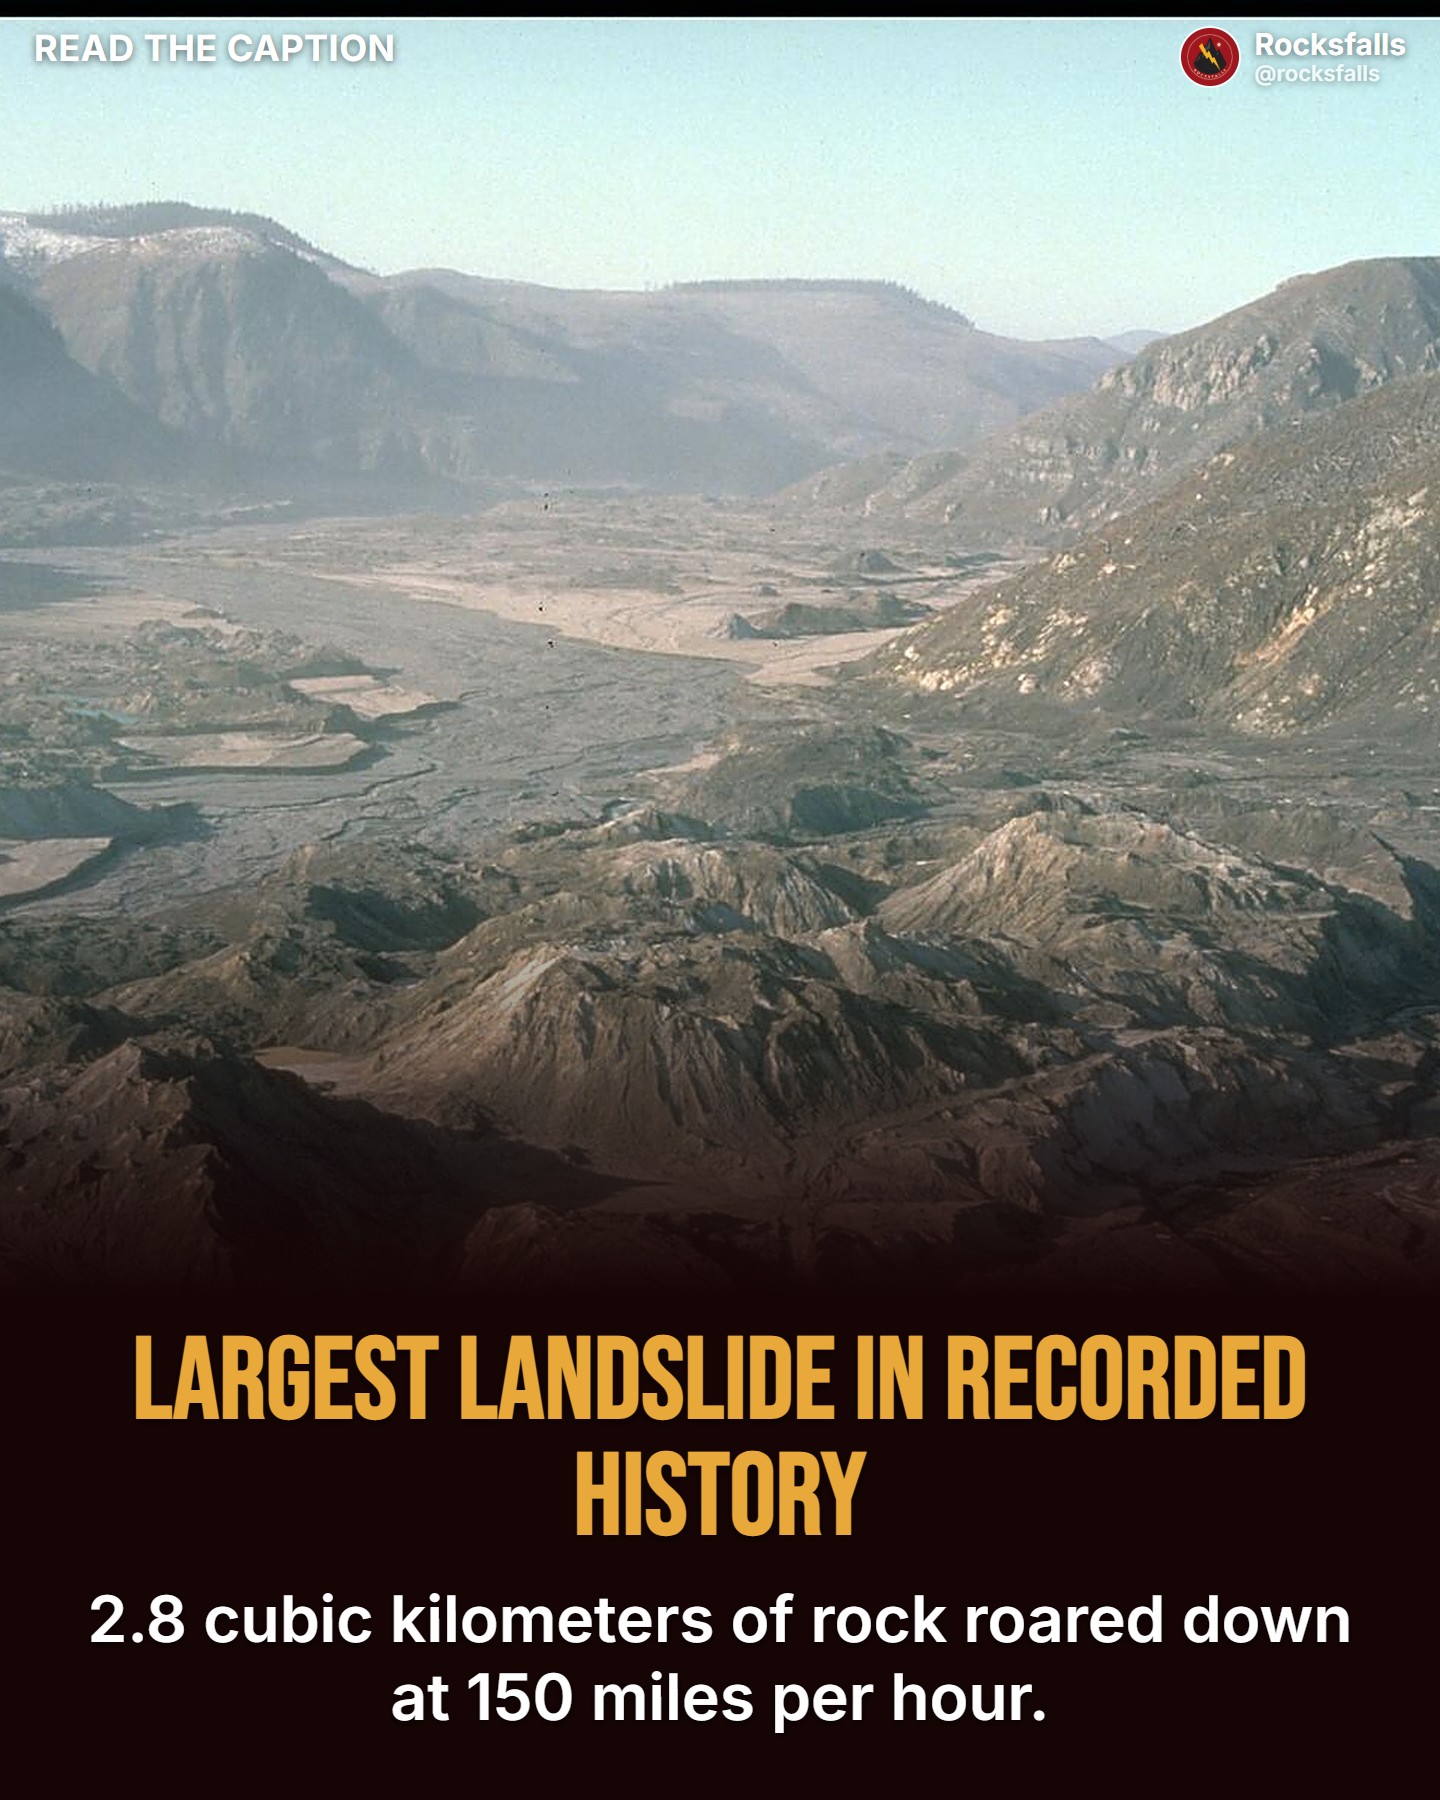 READ THE CAPTION
Rocksfalls
@rocksfalls
LARGEST LANDSLIDE IN RECORDED
HISTORY
2.8 cubic kilometers of rock roared down
at 150 miles per hour.